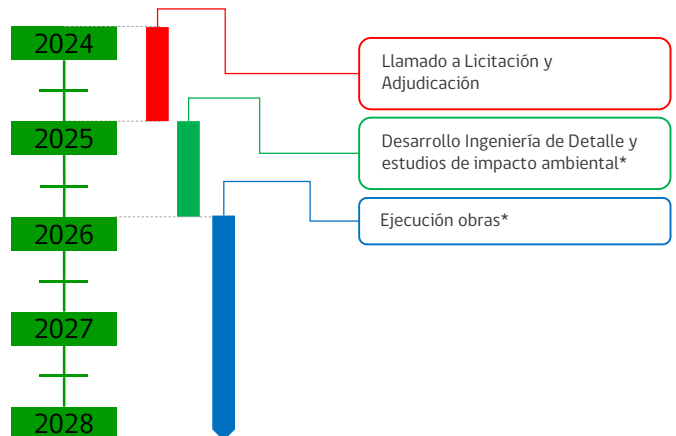 2024
Llamado a Licitación y
Adjudicación
2025
Desarrollo Ingeniería de Detalle y
estudios de impacto ambiental*
2026
Ejecución obras*
2027
2028